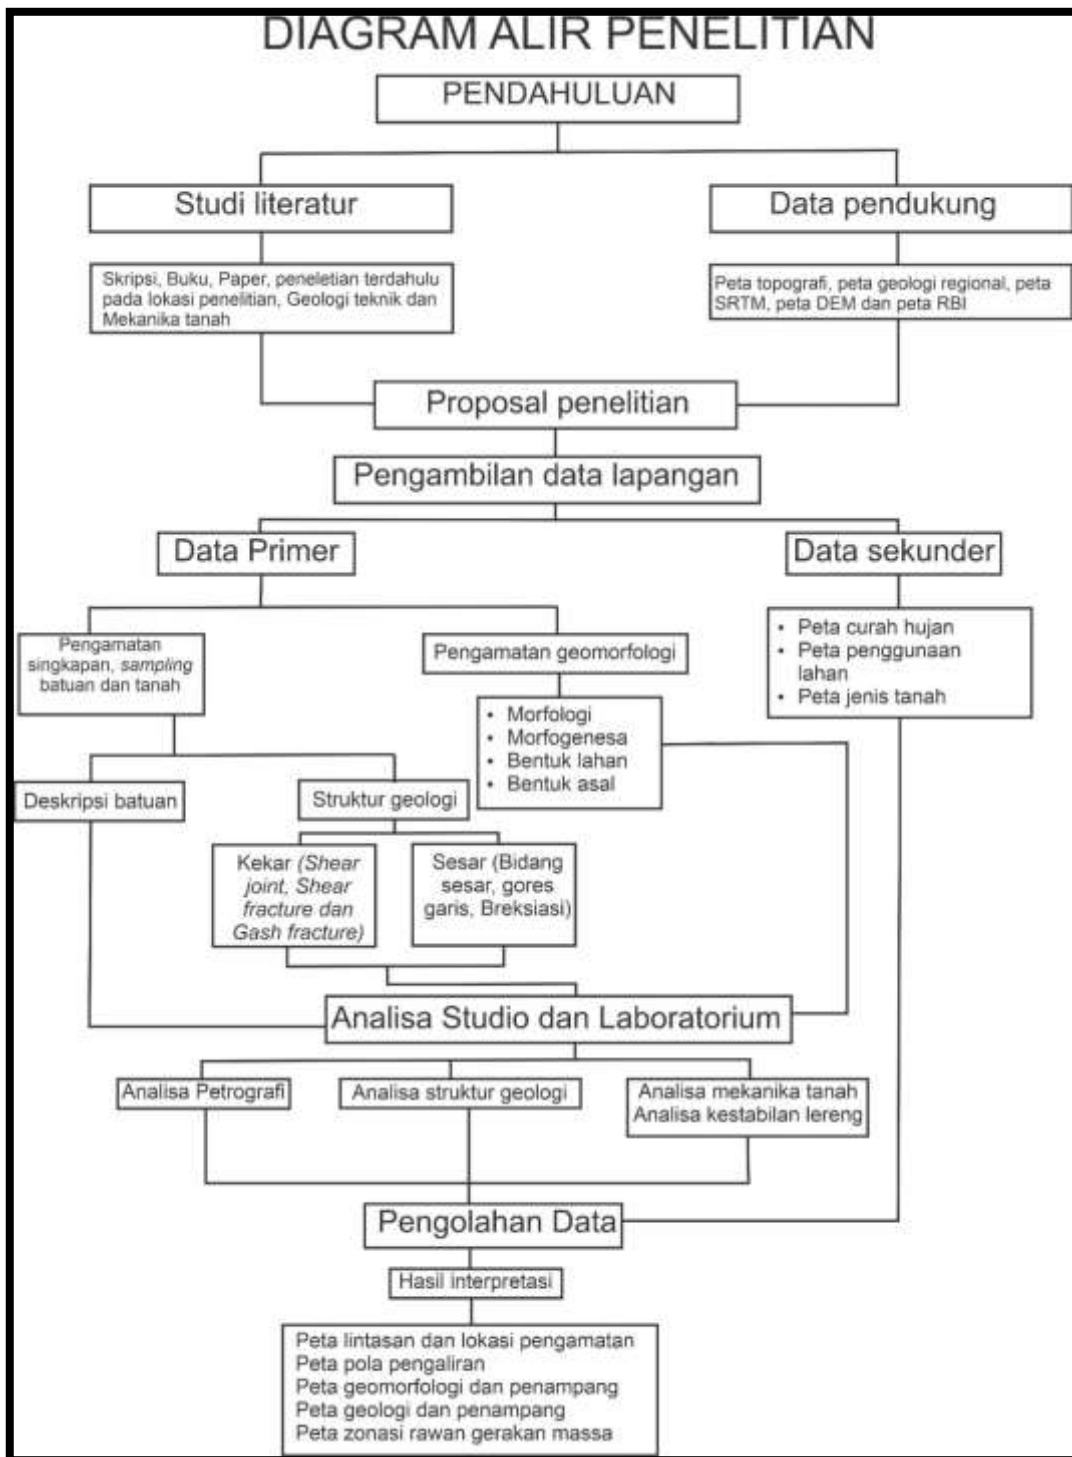 DIAGRAM ALIR PENELITIAN
PENDAHULUAN
Studi literatur
Data pendukung
Skripsi, Buku, Paper, peneletian terdahulu
pada lokasi penelitian, Geologi teknik dan
Mekanika tanah
Peta topografi, peta geologi regional, peta
SRTM, peta DEM dan peta RBI
Proposal penelitian
Pengambilan data lapangan
Data Primer
Data sekunder
Pengamatan
singkapan, sampling
batuan dan tanah
Pengamatan geomorfologi
• Peta curah hujan
• Peta penggunaan
lahan
• Peta jenis tanah
• Morfologi
• Morfogenesa
• Bentuk lahan
• Bentuk asal
Deskripsi batuan
Struktur geologi
Kekar (Shear
joint, Shear
fracture dan
Gash fracture)
Sesar (Bidang
sesar, gores
garis, Breksiasi)
Analisa Studio dan Laboratorium
Analisa Petrografi
Analisa struktur geologi
Analisa mekanika tanah
Analisa kestabilan lereng
Pengolahan Data
Hasil interpretasi
Peta lintasan dan lokasi pengamatan
Peta pola pengaliran
Peta geomorfologi dan penampang
Peta geologi dan penampang
Peta zonasi rawan gerakan massa